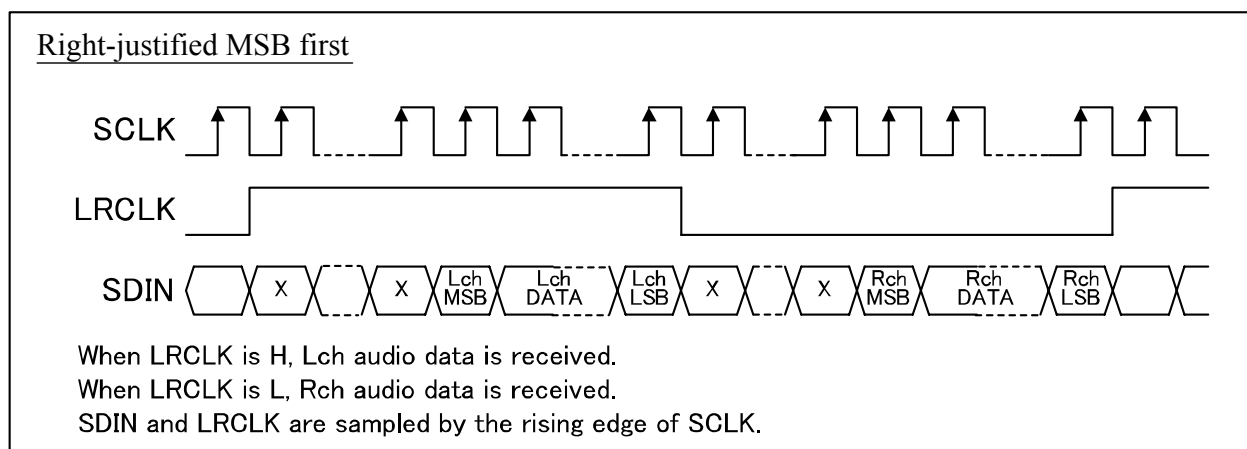 Right-justified MSB first
SCLK
LRCLK
SDIN X X Lch MSB Lch DATA Lch LSB X X Rch MSB Rch DATA Rch LSB
When LRCLK is H, Lch audio data is received.
When LRCLK is L, Rch audio data is received.
SDIN and LRCLK are sampled by the rising edge of SCLK.